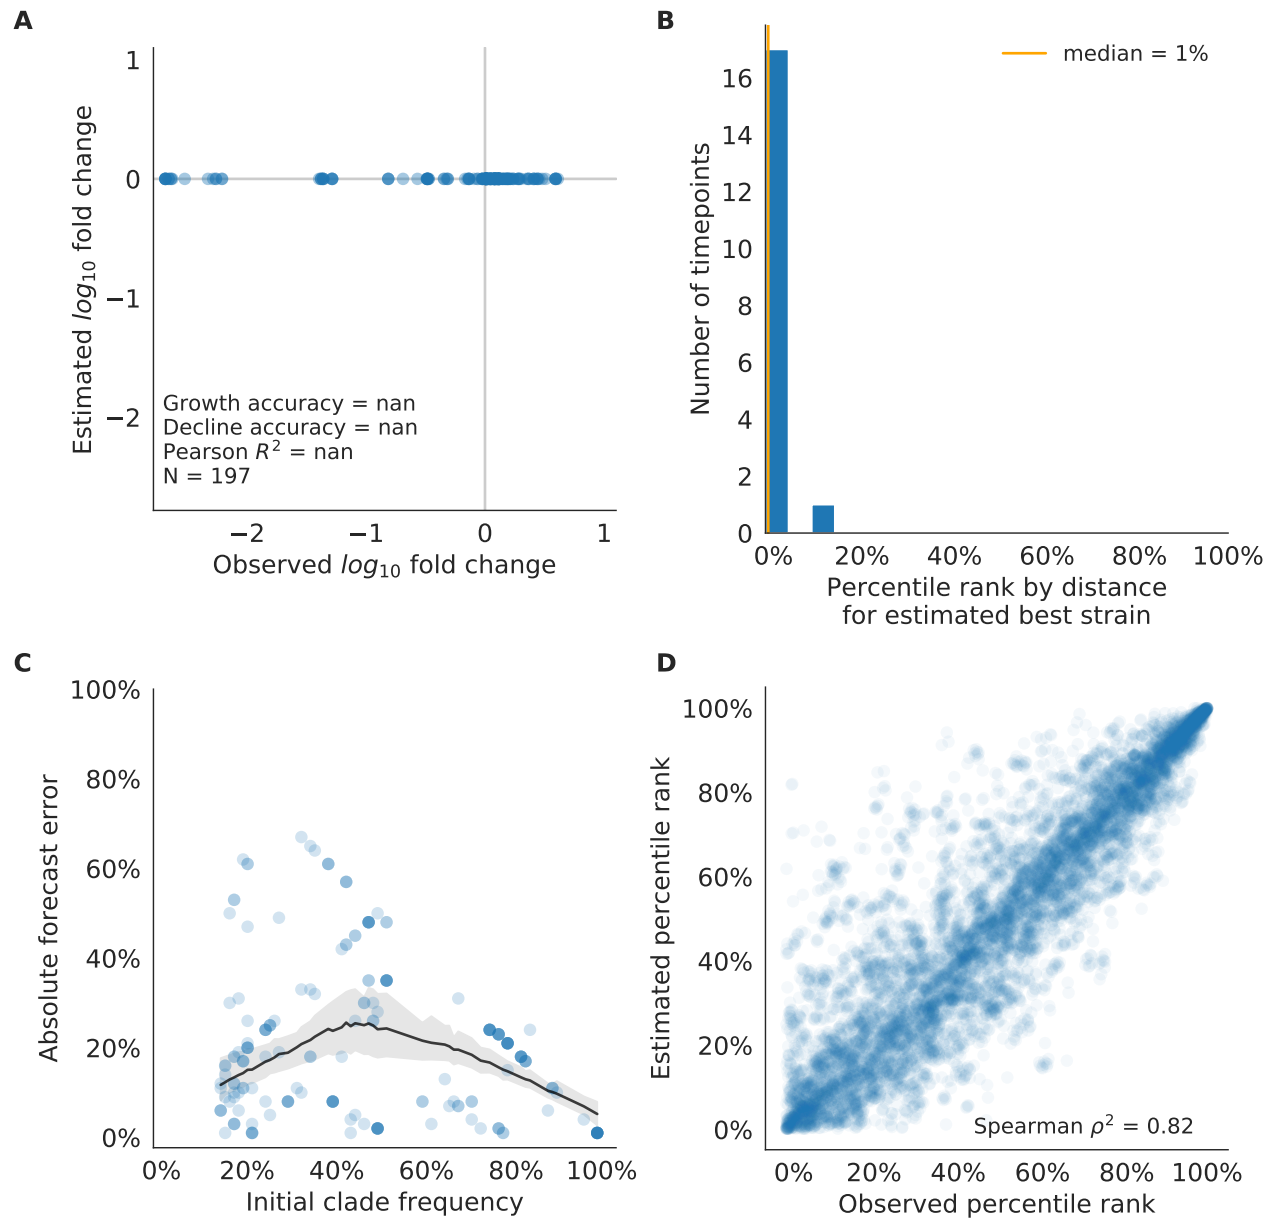 A
1
0
−1
−2
Estimated log10 fold change
Growth accuracy = nan
Decline accuracy = nan
Pearson R² = nan
N = 197
−2
−1
0
1
Observed log10 fold change
B
median = 1%
16
14
12
10
8
6
4
2
0
Number of timepoints
0%
20%
40%
60%
80%
100%
Percentile rank by distance
for estimated best strain
C
100%
80%
60%
40%
20%
0%
Absolute forecast error
0%
20%
40%
60%
80%
100%
Initial clade frequency
D
100%
80%
60%
40%
20%
0%
Estimated percentile rank
Spearman ρ² = 0.82
0%
20%
40%
60%
80%
100%
Observed percentile rank